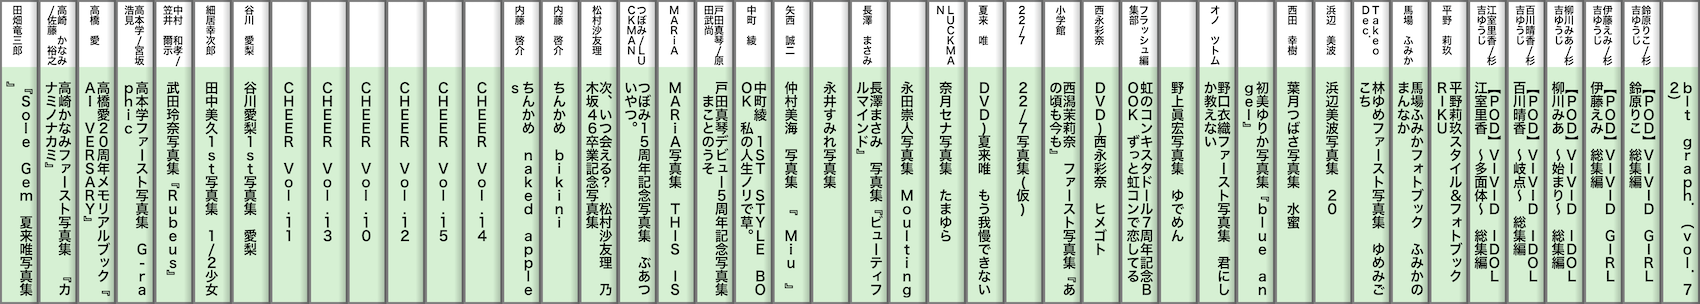 ｂｌｔ　ｇｒａｐｈ．　（ｖｏｌ．７
２）
鈴原りこ/杉
吉ゆうじ
【ＰＯＤ】ＶＩＶＩＤ　ＧＩＲＬ
鈴原りこ　総集編
伊藤えみ/杉
吉ゆうじ
【ＰＯＤ】ＶＩＶＩＤ　ＧＩＲＬ
伊藤えみ　総集編
柳川みあ/杉
吉ゆうじ
【ＰＯＤ】ＶＩＶＩＤ　ＩＤＯＬ
柳川みあ　～始まり～　総集編
百川晴香/杉
吉ゆうじ
【ＰＯＤ】ＶＩＶＩＤ　ＩＤＯＬ
百川晴香　～岐点～　総集編
江室里香/杉
吉ゆうじ
【ＰＯＤ】ＶＩＶＩＤ　ＩＤＯＬ
江室里香　～多面体～　総集編
平野　莉玖
平野莉玖スタイル＆フォトブック
ＲＩＫＵ
馬場　ふみか
馬場ふみかフォトブック　ふみかの
まんなか
Ｔａｋｅｏ
Ｄｅｃ．
林ゆめファースト写真集　ゆめみご
こち
浜辺　美波
浜辺美波写真集　２０
西田　幸樹
葉月つばさ写真集　水蜜
初美ゆりか写真集『ｂｌｕｅ　ａｎ
ｇｅｌ』
オノ　ツトム
野口衣織ファースト写真集　君にし
か教えない
野上眞宏写真集　ゆでめん
フラッシュ編
集部
虹のコンキスタドール７周年記念Ｂ
ＯＯＫ　ずっと虹コンで恋してる
西永彩奈
ＤＶＤ）西永彩奈　ヒメゴト
小学館
西潟茉莉奈　ファースト写真集『あ
の頃も今も』
２２/７
２２/７写真集(仮)
夏来　唯
ＤＶＤ)夏来唯　もう我慢できない
ＬＵＣＫＭＡ
Ｎ
奈月セナ写真集　たまゆら
永田崇人写真集　Ｍｏｕｌｔｉｎｇ
長澤　まさみ
長澤まさみ　写真集『ビューティフ
ルマインド』
永井すみれ写真集
矢西　誠二
仲村美海　写真集　『　Ｍｉｕ　』
中町　綾
中町綾　１ＳＴ　ＳＴＹＬＥ　ＢＯ
ＯＫ　私の人生ノリで草。
戸田真琴/原
田武尚
戸田真琴デビュー５周年記念写真集
まことのうそ
ＭＡＲｉＡ
ＭＡＲｉＡ写真集　ＴＨＩＳ　ＩＳ
つぼみ/ＬＵ
ＣＫＭＡＮ
つぼみ１５周年記念写真集　ぶあつ
いやつ。
松村沙友理
次、いつ会える？　松村沙友理　乃
木坂４６卒業記念写真集
内藤　啓介
ちんかめ　ｂｉｋｉｎｉ
内藤　啓介
ちんかめ　ｎａｋｅｄ　ａｐｐｌｅ
ｓ
ＣＨＥＥＲ　Ｖｏｌ．１４
ＣＨＥＥＲ　Ｖｏｌ．１５
ＣＨＥＥＲ　Ｖｏｌ．１２
ＣＨＥＥＲ　Ｖｏｌ．１０
ＣＨＥＥＲ　Ｖｏｌ．１３
ＣＨＥＥＲ　Ｖｏｌ．１１
谷川　愛梨
谷川愛梨１ｓｔ写真集　愛梨
細居幸次郎
田中美久１ｓｔ写真集　１/２少女
中村　和孝/
笠井　爾示
武田玲奈写真集『Ｒｕｂｅｕｓ』
高本学/宮坂
浩見
高本学ファースト写真集　Ｇ-ｒａ
ｐｈｉｃ
高橋　愛
高橋愛２０周年メモリアルブック『
ＡＩ　ＶＥＲＳＡＲＹ』
高崎　かなみ
/佐藤　裕之
高崎かなみファースト写真集　『カ
ナミノナカミ』
田畑竜三郎
『Ｓｏｌｅ　Ｇｅｍ　夏来唯写真集
』